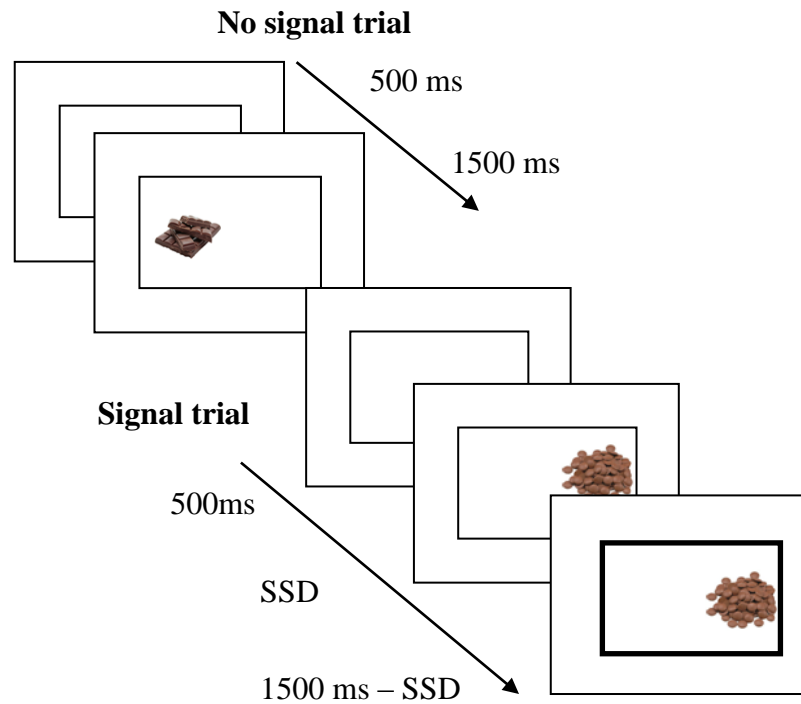 No signal trial
500 ms
1500 ms
Signal trial
500ms
SSD
1500 ms – SSD